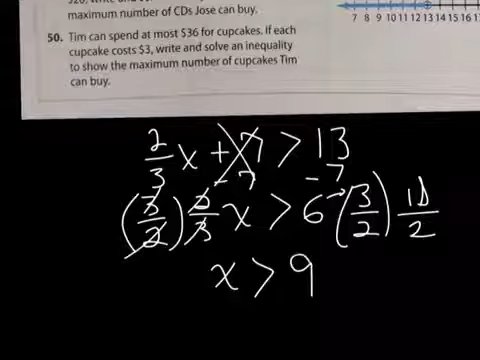 maximum number of CDs Jose can buy.
7 8 9 10 11 12 13 14 15 16 17
50. Tim can spend at most $36 for cupcakes. If each
cupcake costs $3, write and solve an inequality
to show the maximum number of cupcakes Tim
can buy.
2/3 x + 7 > 13
- 7 - 7
(3/2) 2/3 x > 6 (3/2) 18/2
x > 9